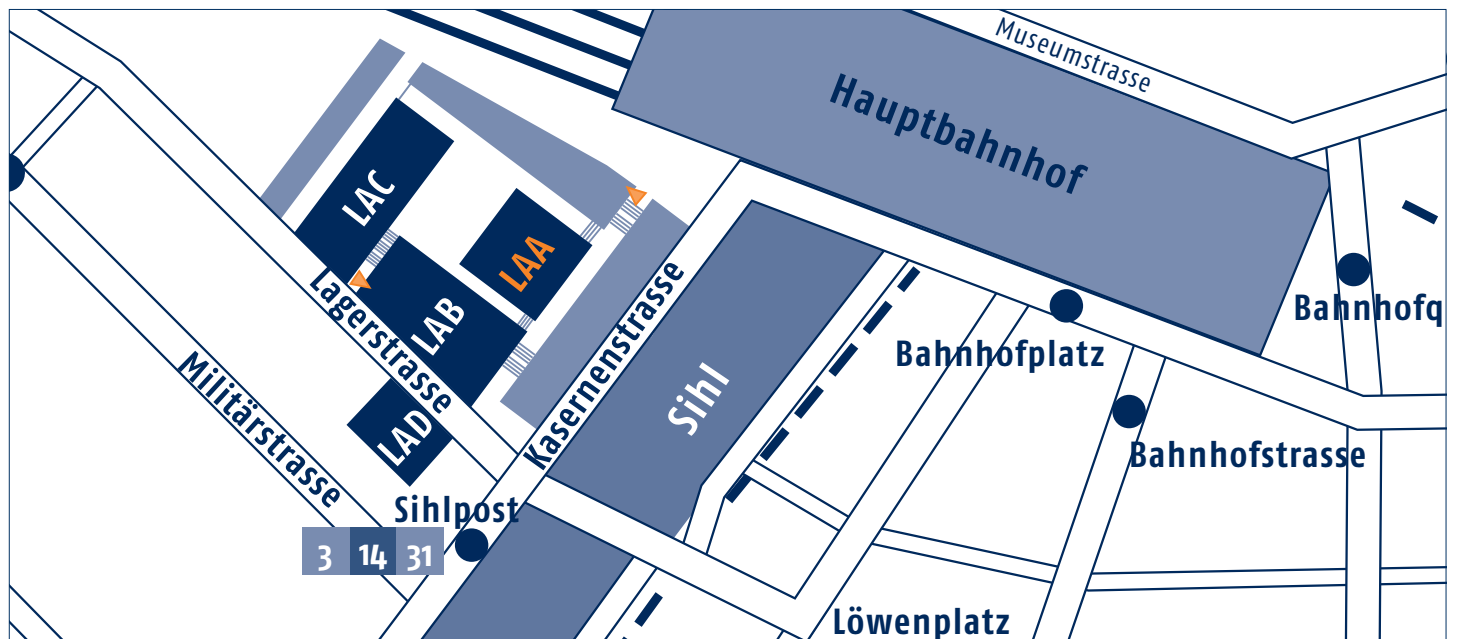 Museumstrasse
Hauptbahnhof
LAC
LAA
Bahnhofq
Lagerstrasse
LAB
Kasernenstrasse
Bahnhofplatz
Militärstrasse
Sihl
LAD
Bahnhofstrasse
Sihlpost
3 14 31
Löwenplatz